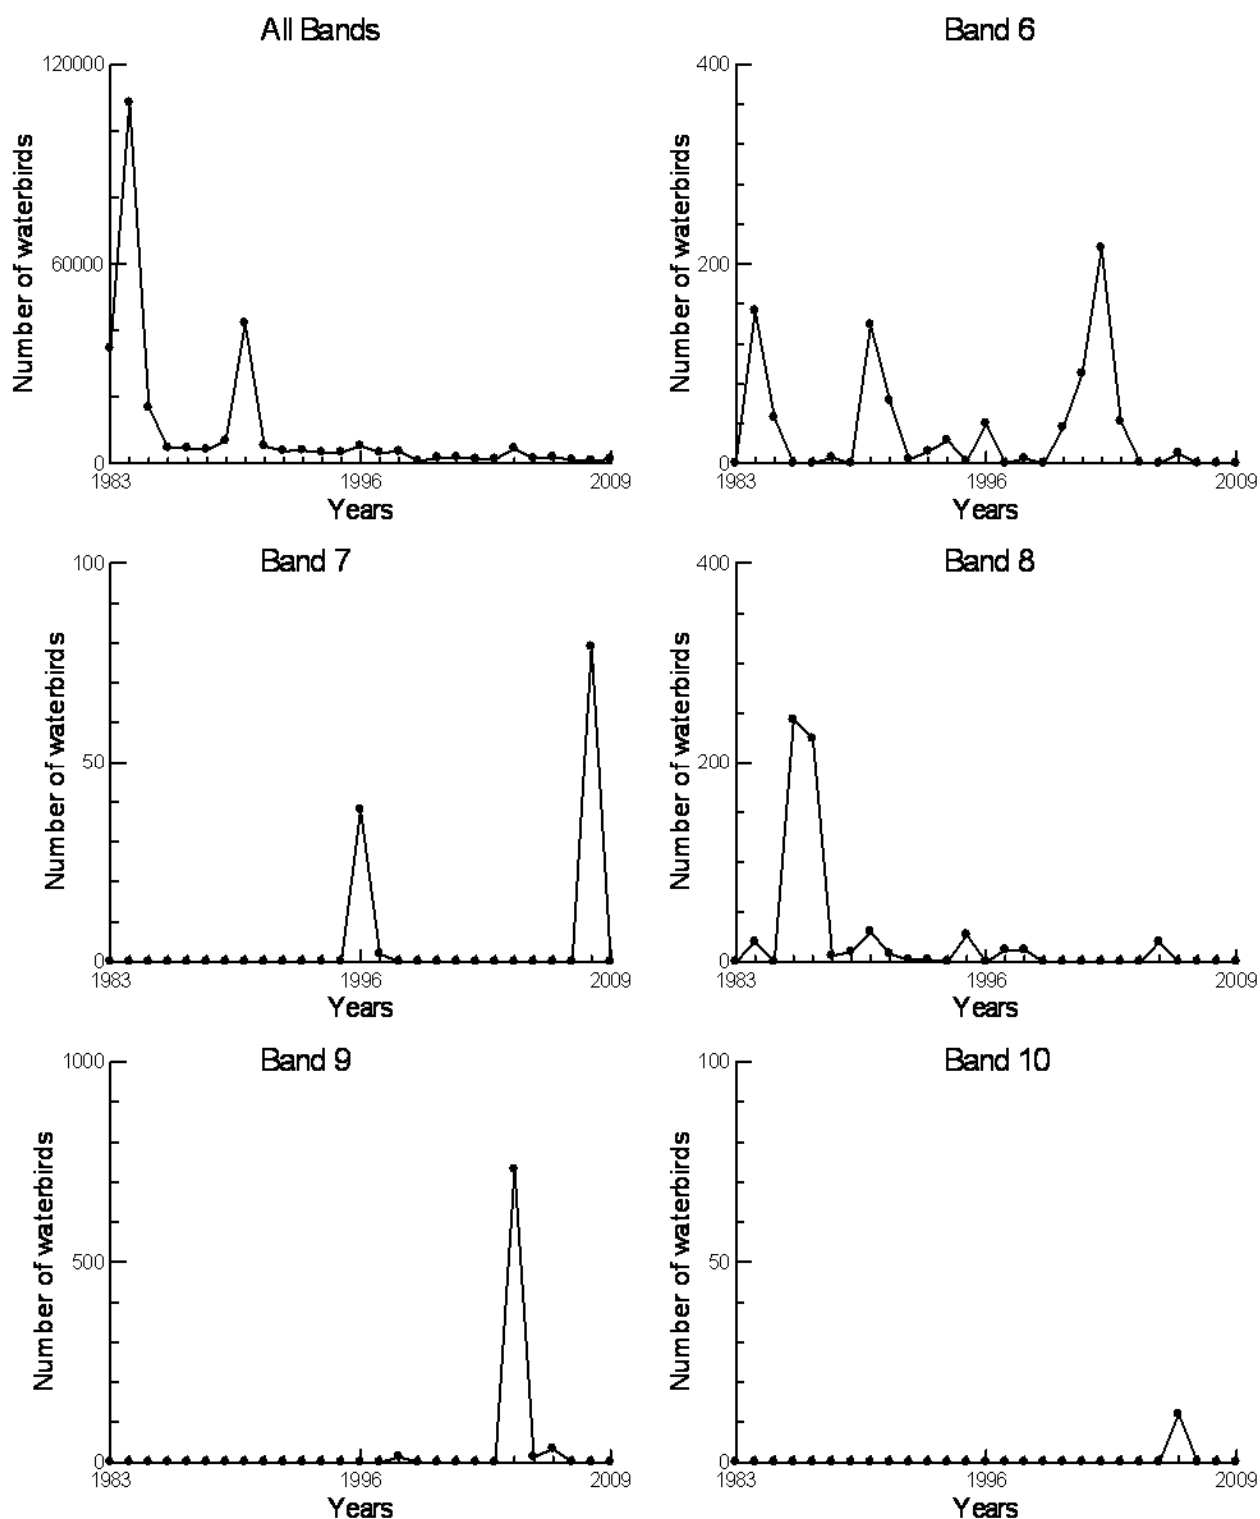 All Bands
120000
60000
0
Number of waterbirds
1983
1996
2009
Years
Band 6
400
200
0
Number of waterbirds
1983
1996
2009
Years
Band 7
100
50
0
Number of waterbirds
1983
1996
2009
Years
Band 8
400
200
0
Number of waterbirds
1983
1996
2009
Years
Band 9
1000
500
0
Number of waterbirds
1983
1996
2009
Years
Band 10
100
50
0
Number of waterbirds
1983
1996
2009
Years